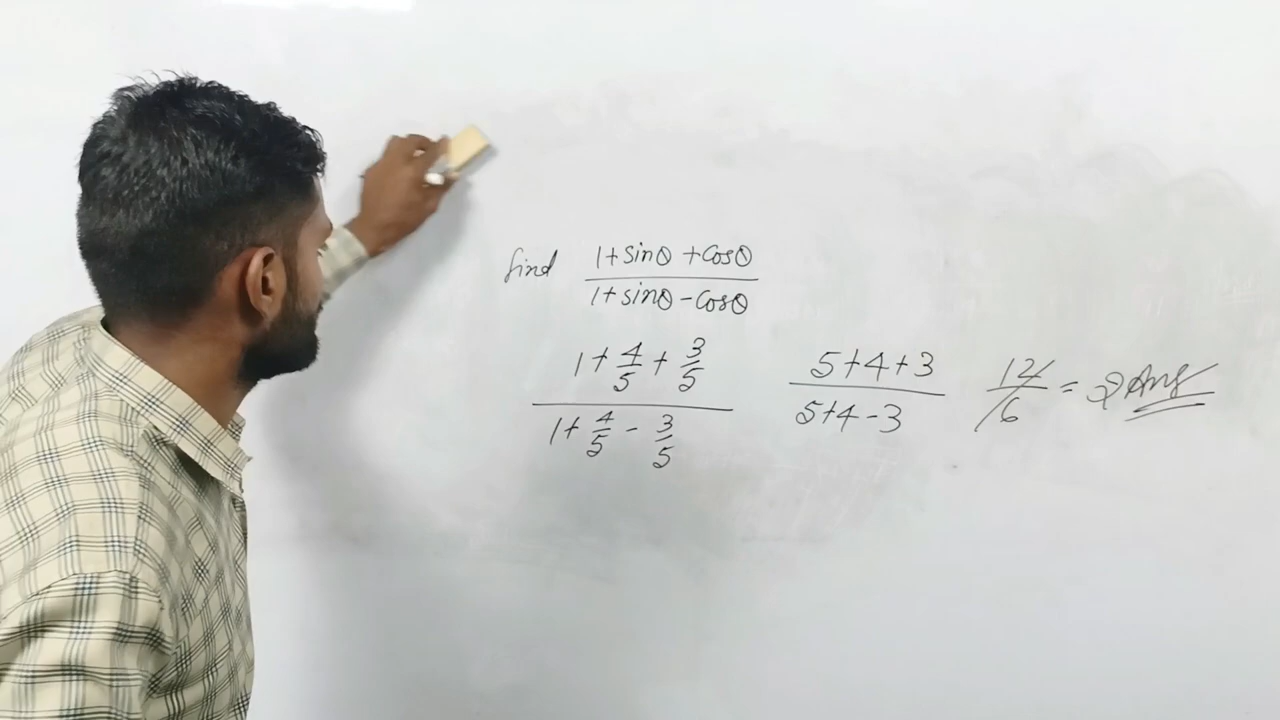 find (1+sinθ+cosθ)/(1+sinθ-cosθ)
(1+4/5+3/5)/(1+4/5-3/5) (5+4+3)/(5+4-3) 12/6 = 2 Ans